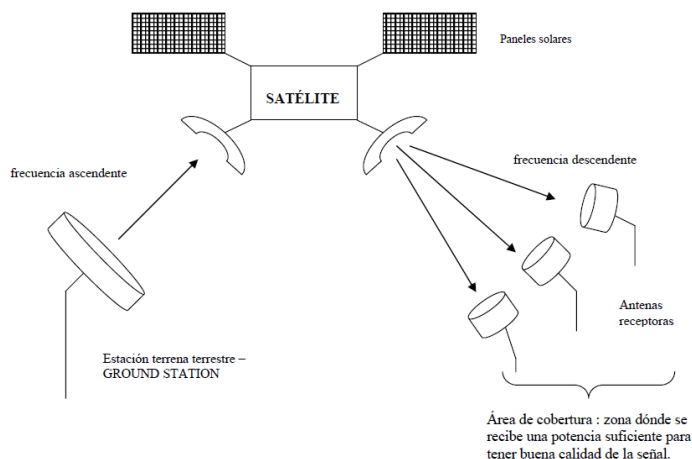 Paneles solares
SATÉLITE
frecuencia ascendente
frecuencia descendente
Antenas
receptoras
Estación terrena terrestre –
GROUND STATION
Área de cobertura : zona dónde se
recibe una potencia suficiente para
tener buena calidad de la señal.